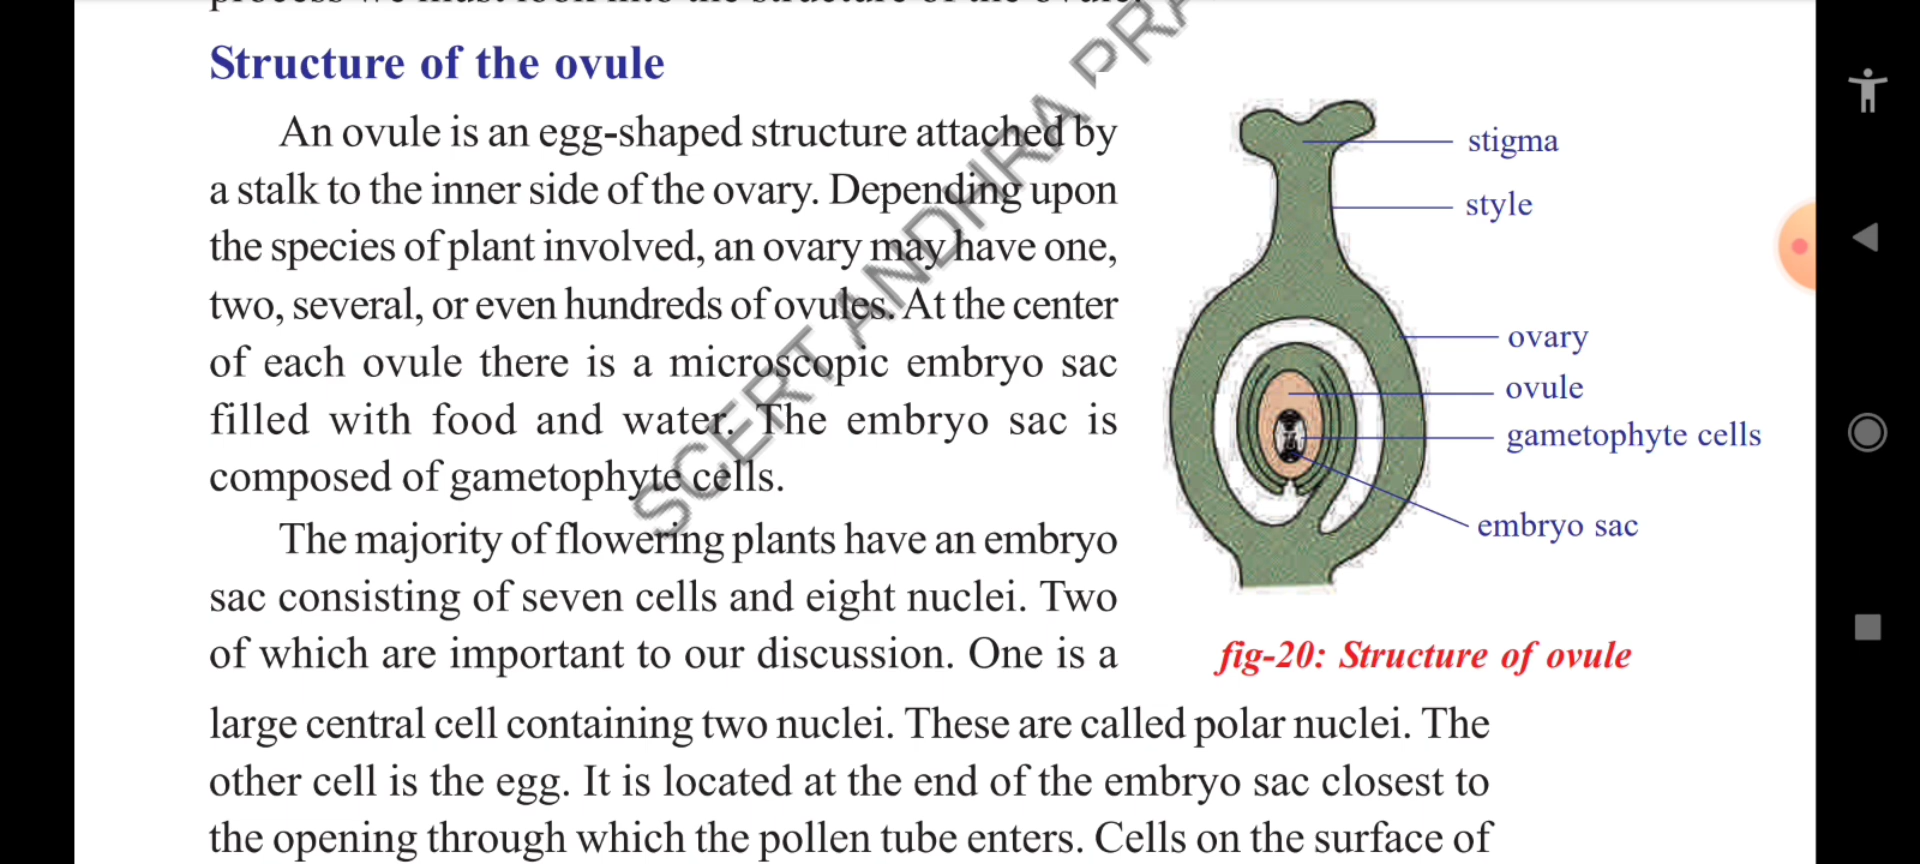 Structure of the ovule
An ovule is an egg-shaped structure attached by
a stalk to the inner side of the ovary. Depending upon
the species of plant involved, an ovary may have one,
two, several, or even hundreds of ovules. At the center
of each ovule there is a microscopic embryo sac
filled with food and water. The embryo sac is
composed of gametophyte cells.
The majority of flowering plants have an embryo
sac consisting of seven cells and eight nuclei. Two
of which are important to our discussion. One is a
large central cell containing two nuclei. These are called polar nuclei. The
other cell is the egg. It is located at the end of the embryo sac closest to
the opening through which the pollen tube enters. Cells on the surface of
stigma
style
ovary
ovule
gametophyte cells
embryo sac
fig-20: Structure of ovule
SCERT ANDHRA